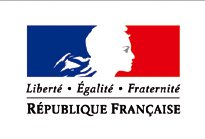 Liberté • Égalité • Fraternité
RÉPUBLIQUE FRANÇAISE